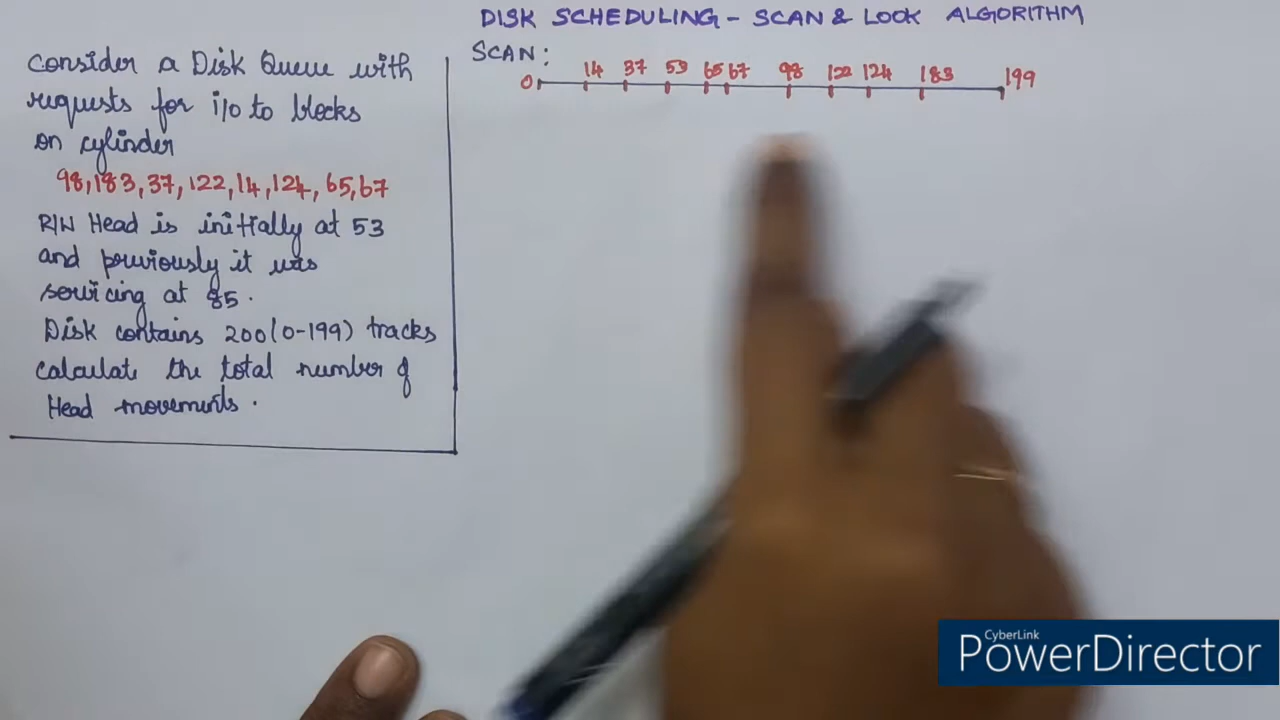 DISK SCHEDULING - SCAN & LOOK ALGORITHM
Consider a Disk Queue with
requests for i/o to blocks
on cylinder
98,183,37,122,14,124,65,67
R/W Head is initially at 53
and previously it was
servicing at 85.
Disk contains 200(0-199) tracks
calculate the total number of
Head movements.
SCAN:
0 14 37 53 65 67 98 122 124 183 199
CyberLink
PowerDirector